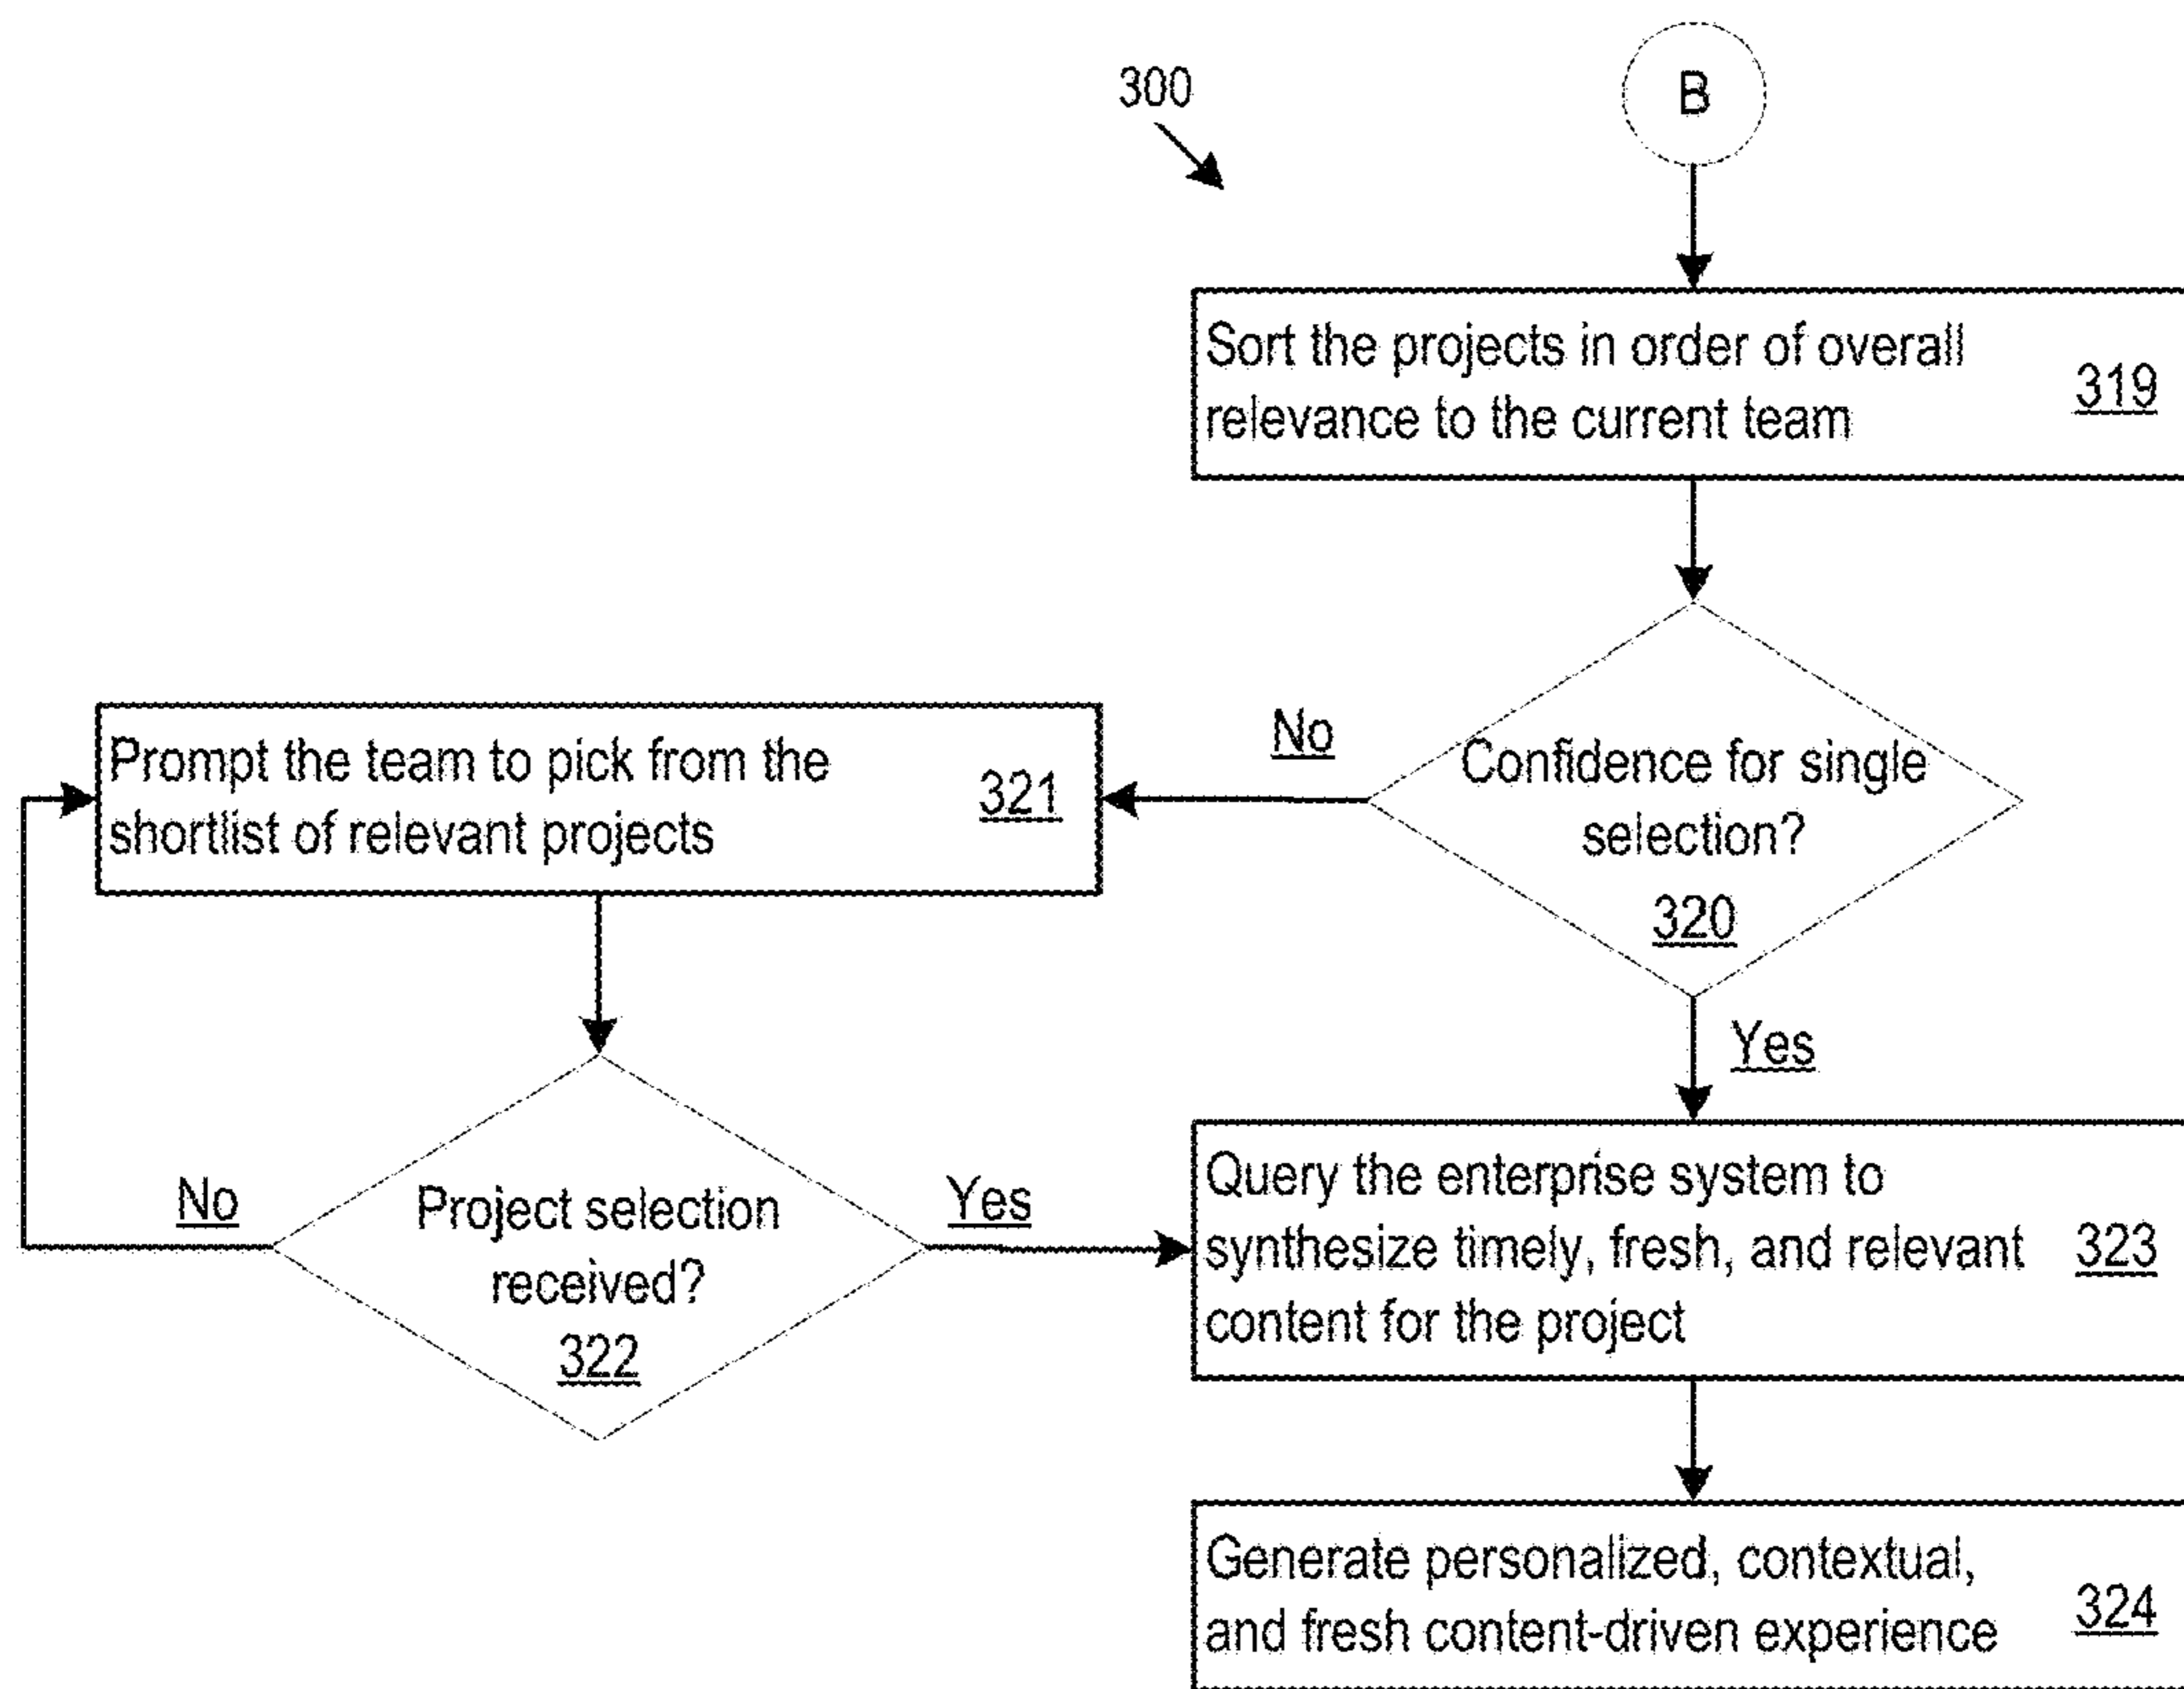 300
B
Sort the projects in order of overall
relevance to the current team
319
Confidence for single
selection?
320
No
Yes
Prompt the team to pick from the
shortlist of relevant projects
321
Project selection
received?
322
No
Yes
Query the enterprise system to
synthesize timely, fresh, and relevant
content for the project
323
Generate personalized, contextual,
and fresh content-driven experience
324